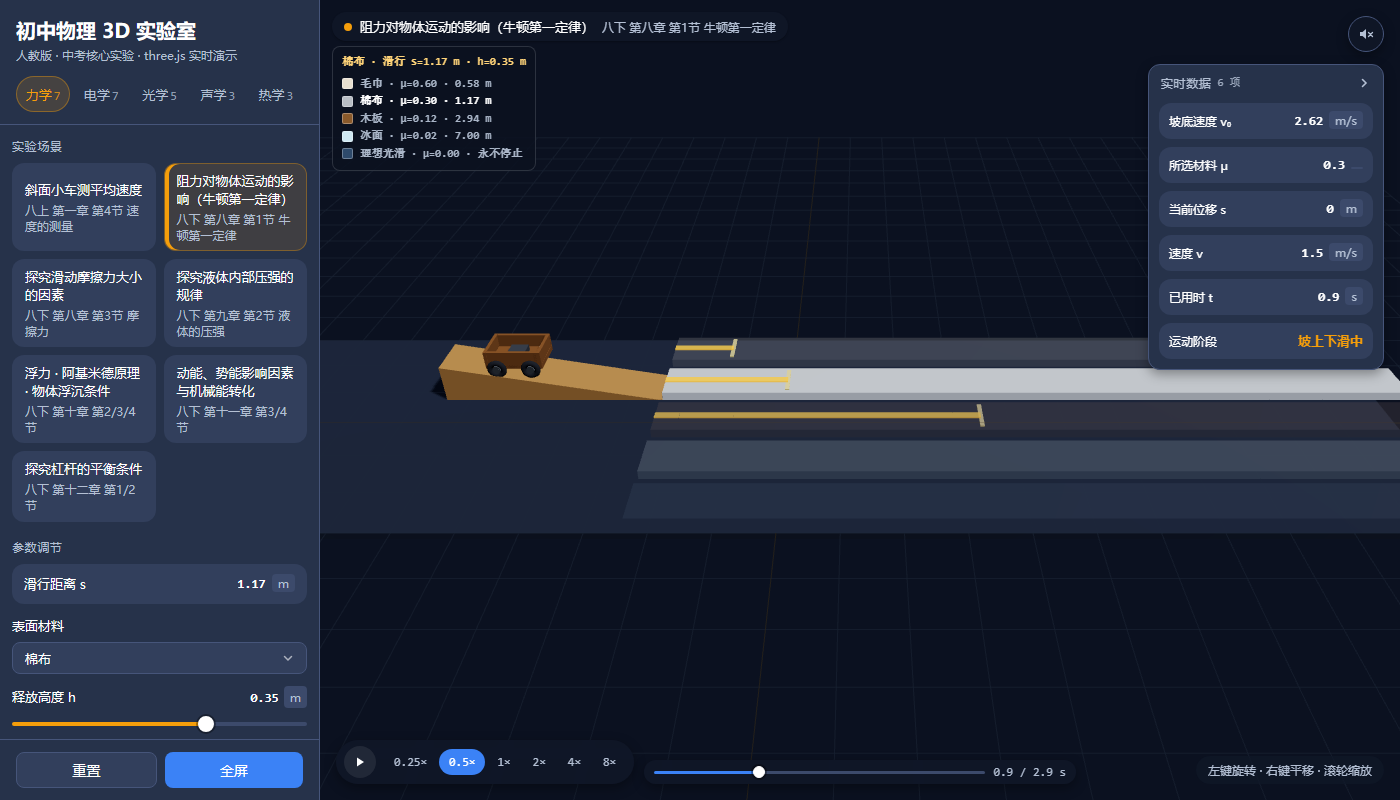 初中物理 3D 实验室
人教版 · 中考核心实验 · three.js 实时演示
力学 7
电学 7
光学 5
声学 3
热学 3
实验场景
斜面小车测平均速度
八上 第一章 第4节 速
度的测量
阻力对物体运动的影
响（牛顿第一定律）
八下 第八章 第1节 牛
顿第一定律
探究滑动摩擦力大小
的因素
八下 第八章 第3节 摩
擦力
探究液体内部压强的
规律
八下 第九章 第2节 液
体的压强
浮力 · 阿基米德原理
· 物体浮沉条件
八下 第十章 第2/3/4
节
动能、势能影响因素
与机械能转化
八下 第十一章 第3/4
节
探究杠杆的平衡条件
八下 第十二章 第1/2
节
参数调节
滑行距离 s 1.17 m
表面材料
棉布
释放高度 h 0.35 m
重置
全屏
阻力对物体运动的影响（牛顿第一定律） 八下 第八章 第1节 牛顿第一定律
棉布 · 滑行 s=1.17 m · h=0.35 m
毛巾 · μ=0.60 · 0.58 m
棉布 · μ=0.30 · 1.17 m
木板 · μ=0.12 · 2.94 m
冰面 · μ=0.02 · 7.00 m
理想光滑 · μ=0.00 · 永不停止
实时数据 6 项
坡底速度 v₀ 2.62 m/s
所选材料 μ 0.3
当前位移 s 0 m
速度 v 1.5 m/s
已用时 t 0.9 s
运动阶段 坡上下滑中
0.25× 0.5× 1× 2× 4× 8×
0.9 / 2.9 s
左键旋转 · 右键平移 · 滚轮缩放